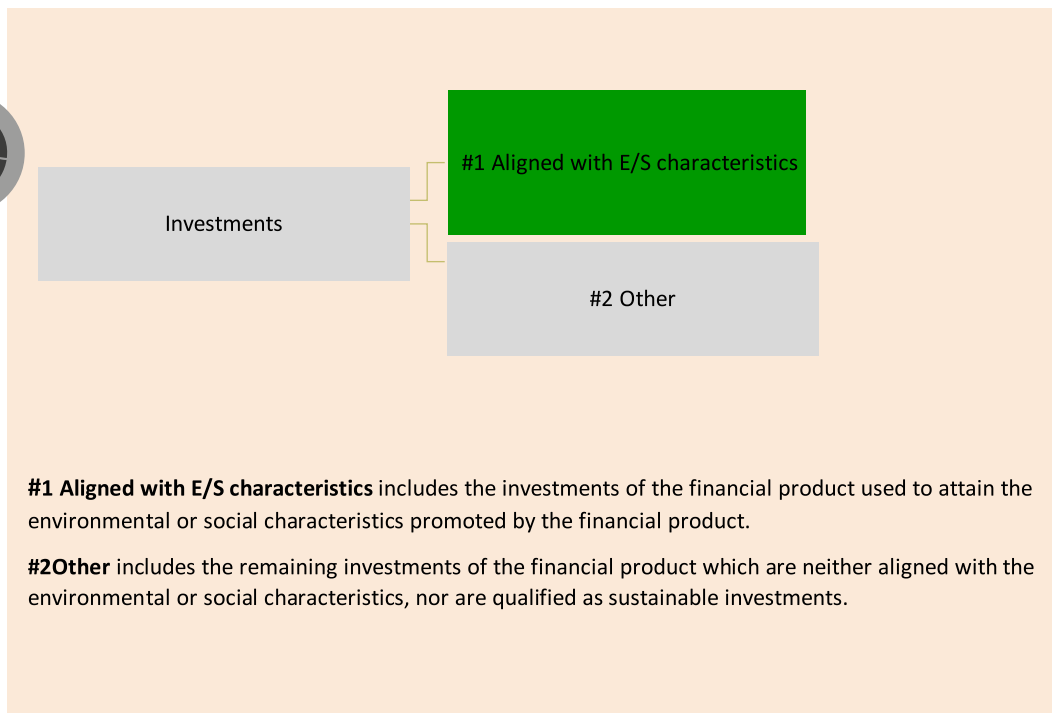 #1 Aligned with E/S characteristics
Investments
#2 Other
#1 Aligned with E/S characteristics includes the investments of the financial product used to attain the
environmental or social characteristics promoted by the financial product.
#2Other includes the remaining investments of the financial product which are neither aligned with the
environmental or social characteristics, nor are qualified as sustainable investments.